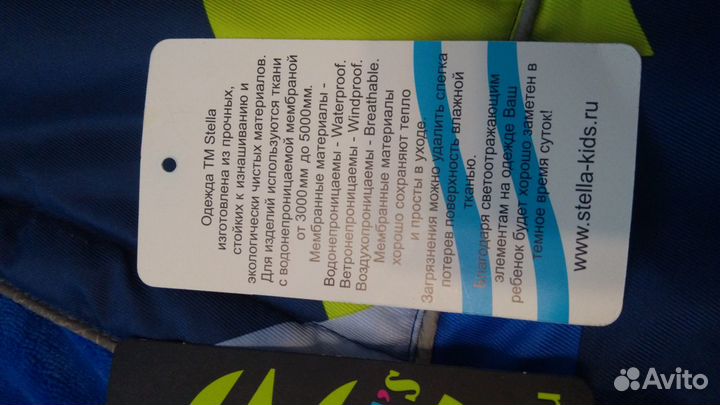 Одежда ТМ Stella
изготовлена из прочных,
стойких к изнашиванию и
экологически чистых материалов.
Для изделий используются ткани
с водонепроницаемой мембраной
от 3000мм до 5000мм.
Мембранные материалы -
Водонепроницаемы - Waterproof.
Ветронепроницаемы - Windproof.
Воздухопроницаемы - Breathable.
Мембранные материалы
хорошо сохраняют тепло
и просты в уходе.
Загрязнения можно удалить слегка
потерев поверхность влажной
тканью.
Благодаря светоотражающим
элементам на одежде Ваш
ребенок будет хорошо заметен в
темное время суток!
www.stella-kids.ru
Avito